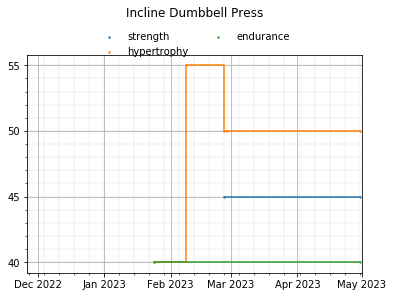 Incline Dumbbell Press
strength endurance
hypertrophy
55
50
45
40
Dec 2022 Jan 2023 Feb 2023 Mar 2023 Apr 2023 May 2023